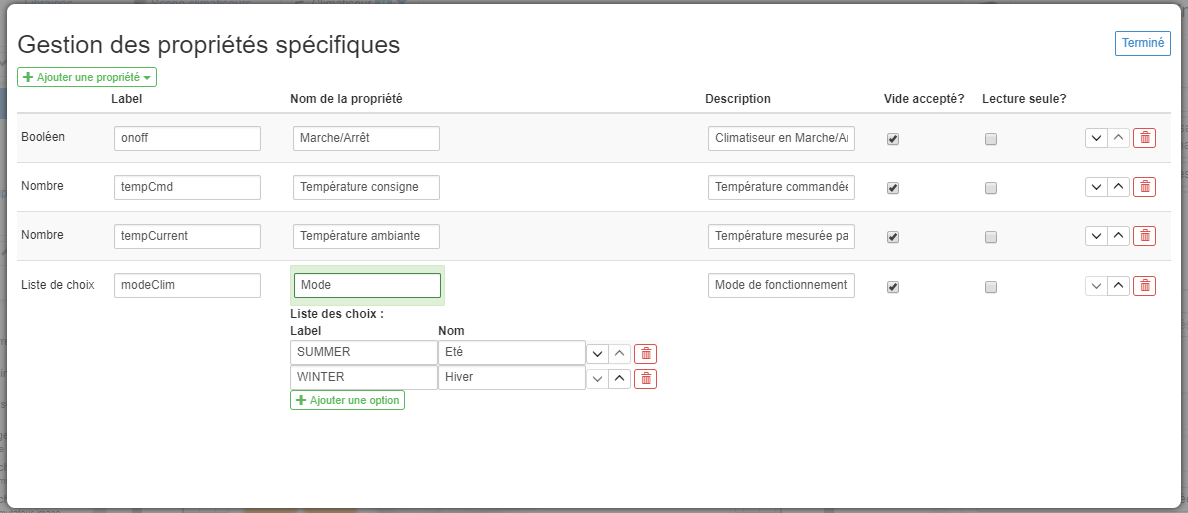 Gestion des propriétés spécifiques
Terminé
Ajouter une propriété
Label Nom de la propriété Description Vide accepté? Lecture seule?
Booléen onoff Marche/Arrêt Climatiseur en Marche/A
Nombre tempCmd Température consigne Température commandée
Nombre tempCurrent Température ambiante Température mesurée pa
Liste de choix modeClim Mode Mode de fonctionnement
Liste des choix :
Label Nom
SUMMER Eté
WINTER Hiver
Ajouter une option